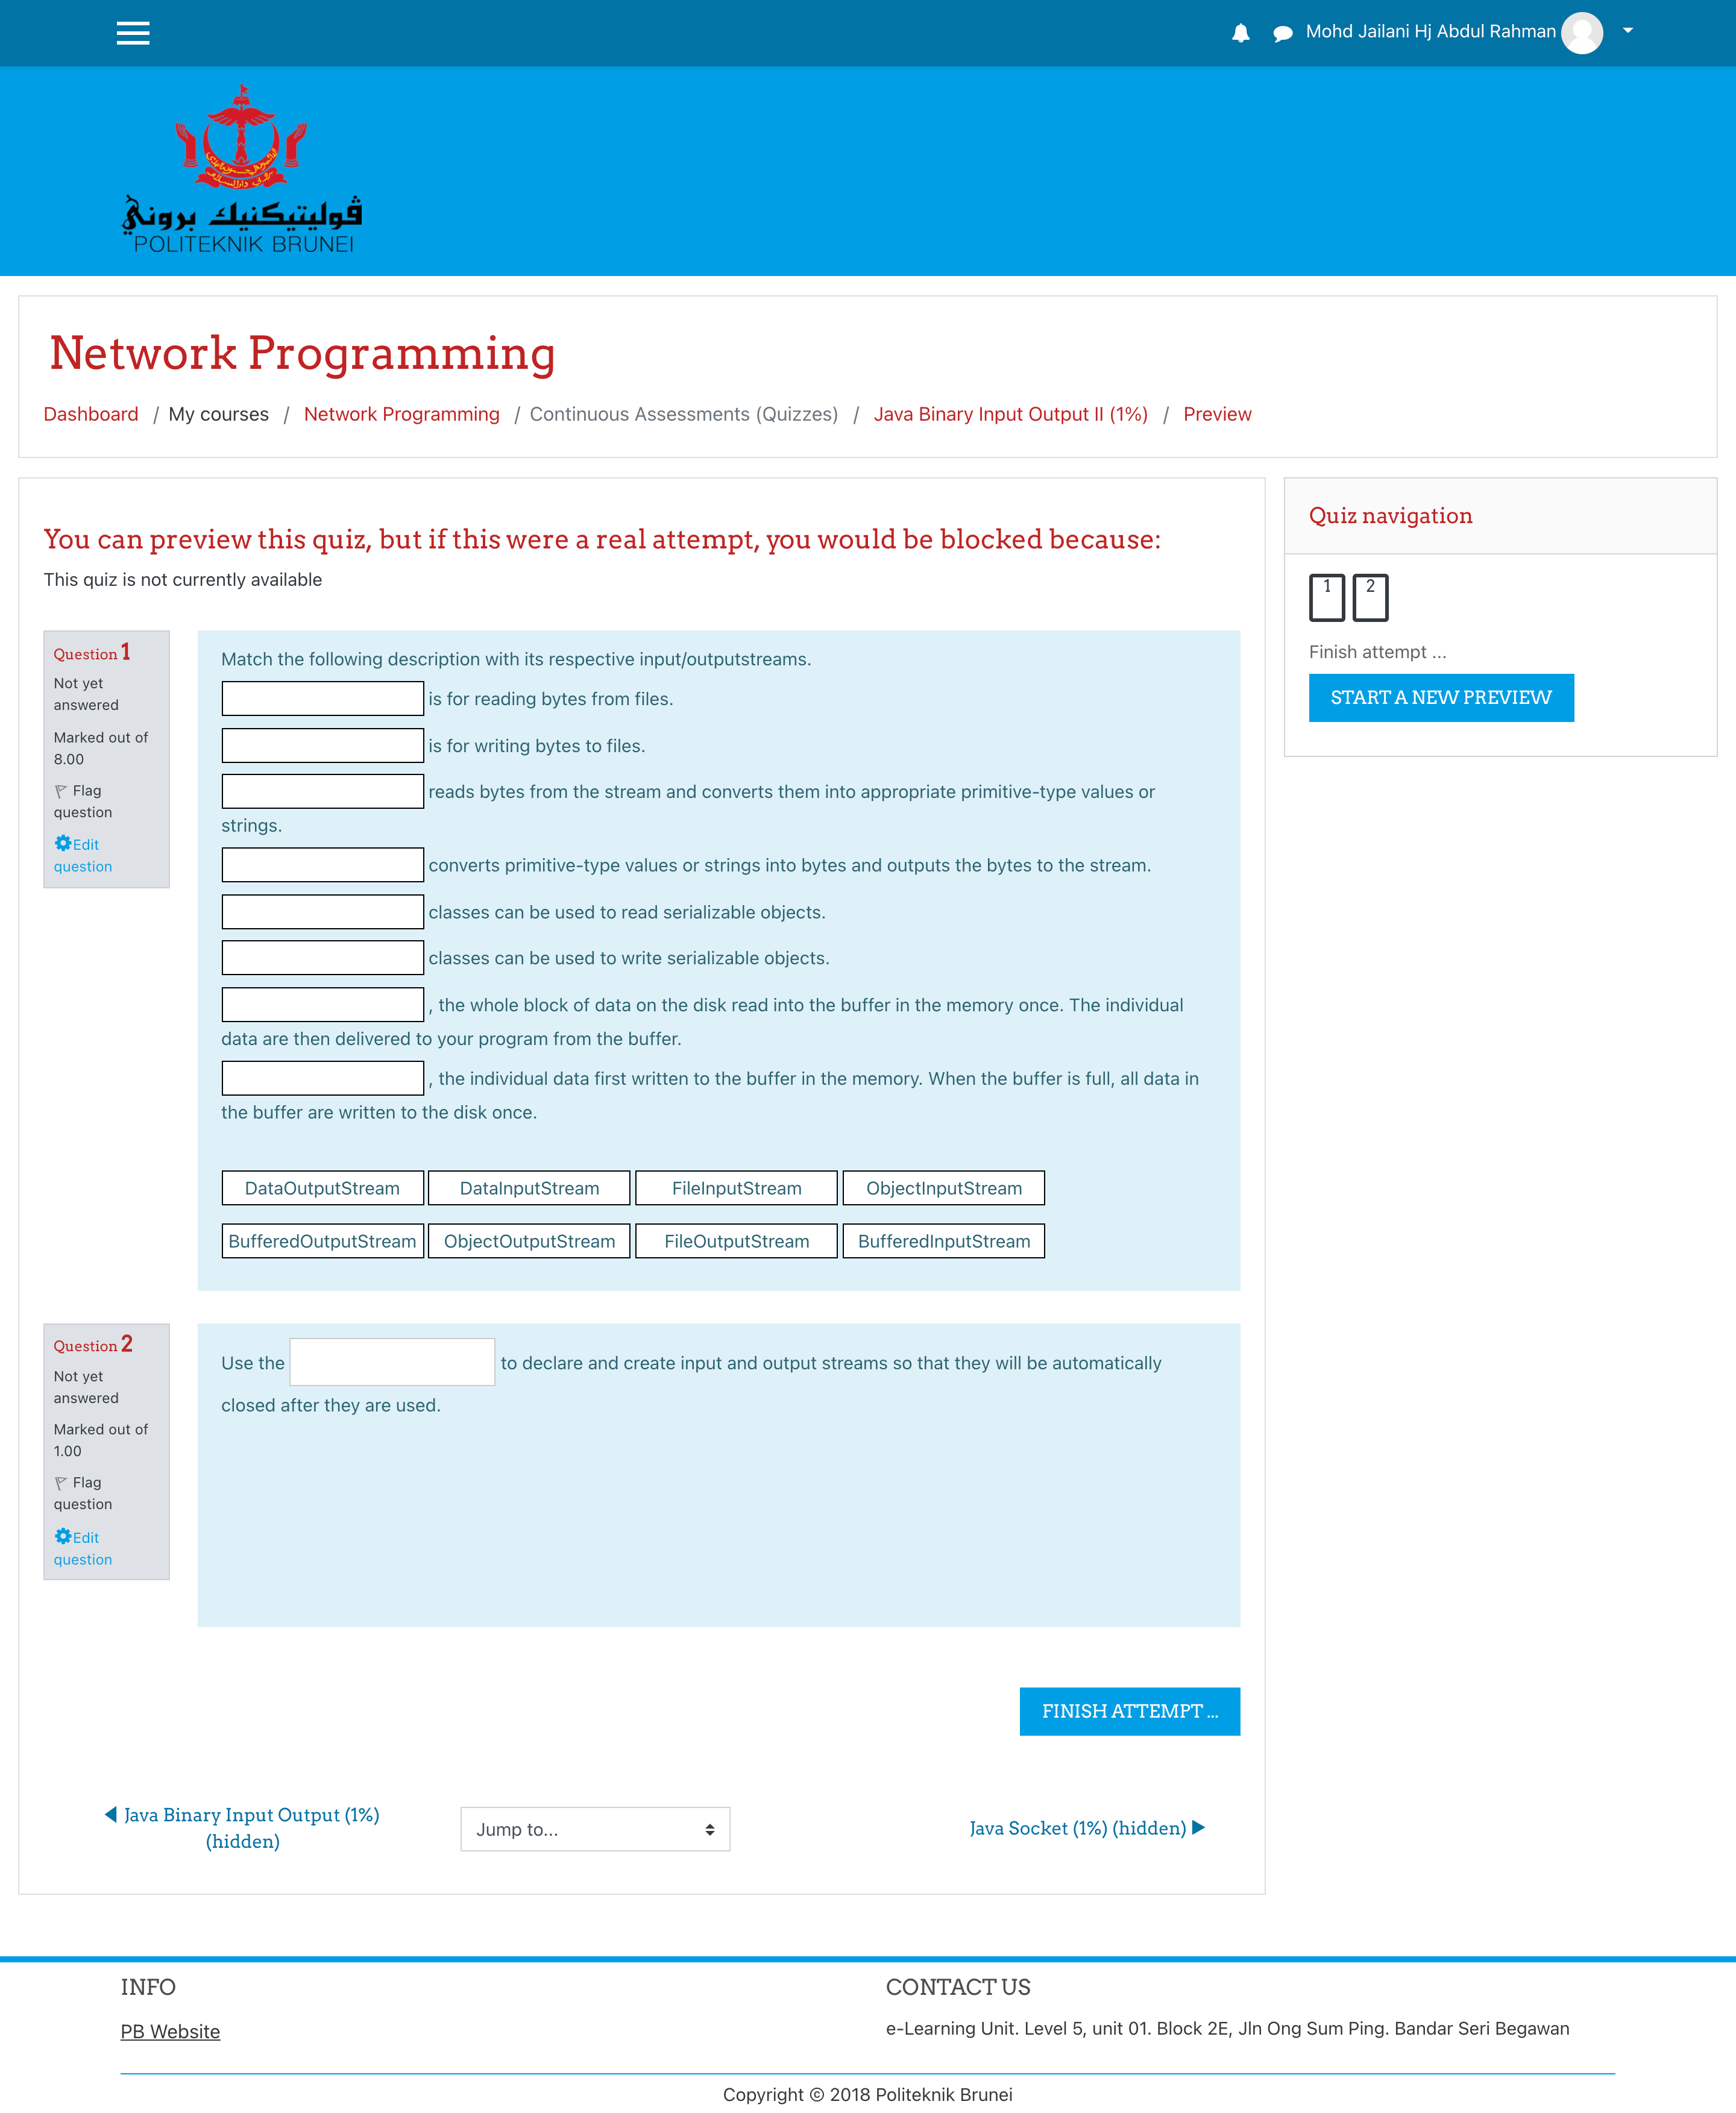 Mohd Jailani Hj Abdul Rahman
ڤوليتيكنيك بروني
POLITEKNIK BRUNEI
Network Programming
Dashboard / My courses / Network Programming / Continuous Assessments (Quizzes) / Java Binary Input Output II (1%) / Preview
You can preview this quiz, but if this were a real attempt, you would be blocked because:
This quiz is not currently available
Question 1
Not yet
answered
Marked out of
8.00
Flag
question
Edit
question
Match the following description with its respective input/outputstreams.
is for reading bytes from files.
is for writing bytes to files.
reads bytes from the stream and converts them into appropriate primitive-type values or
strings.
converts primitive-type values or strings into bytes and outputs the bytes to the stream.
classes can be used to read serializable objects.
classes can be used to write serializable objects.
, the whole block of data on the disk read into the buffer in the memory once. The individual
data are then delivered to your program from the buffer.
, the individual data first written to the buffer in the memory. When the buffer is full, all data in
the buffer are written to the disk once.
DataOutputStream DataInputStream FileInputStream ObjectInputStream
BufferedOutputStream ObjectOutputStream FileOutputStream BufferedInputStream
Question 2
Not yet
answered
Marked out of
1.00
Flag
question
Edit
question
Use the to declare and create input and output streams so that they will be automatically
closed after they are used.
FINISH ATTEMPT ...
Java Binary Input Output (1%)
(hidden)
Jump to...
Java Socket (1%) (hidden)
Quiz navigation
1 2
Finish attempt ...
START A NEW PREVIEW
INFO
PB Website
CONTACT US
e-Learning Unit. Level 5, unit 01. Block 2E, Jln Ong Sum Ping. Bandar Seri Begawan
Copyright © 2018 Politeknik Brunei